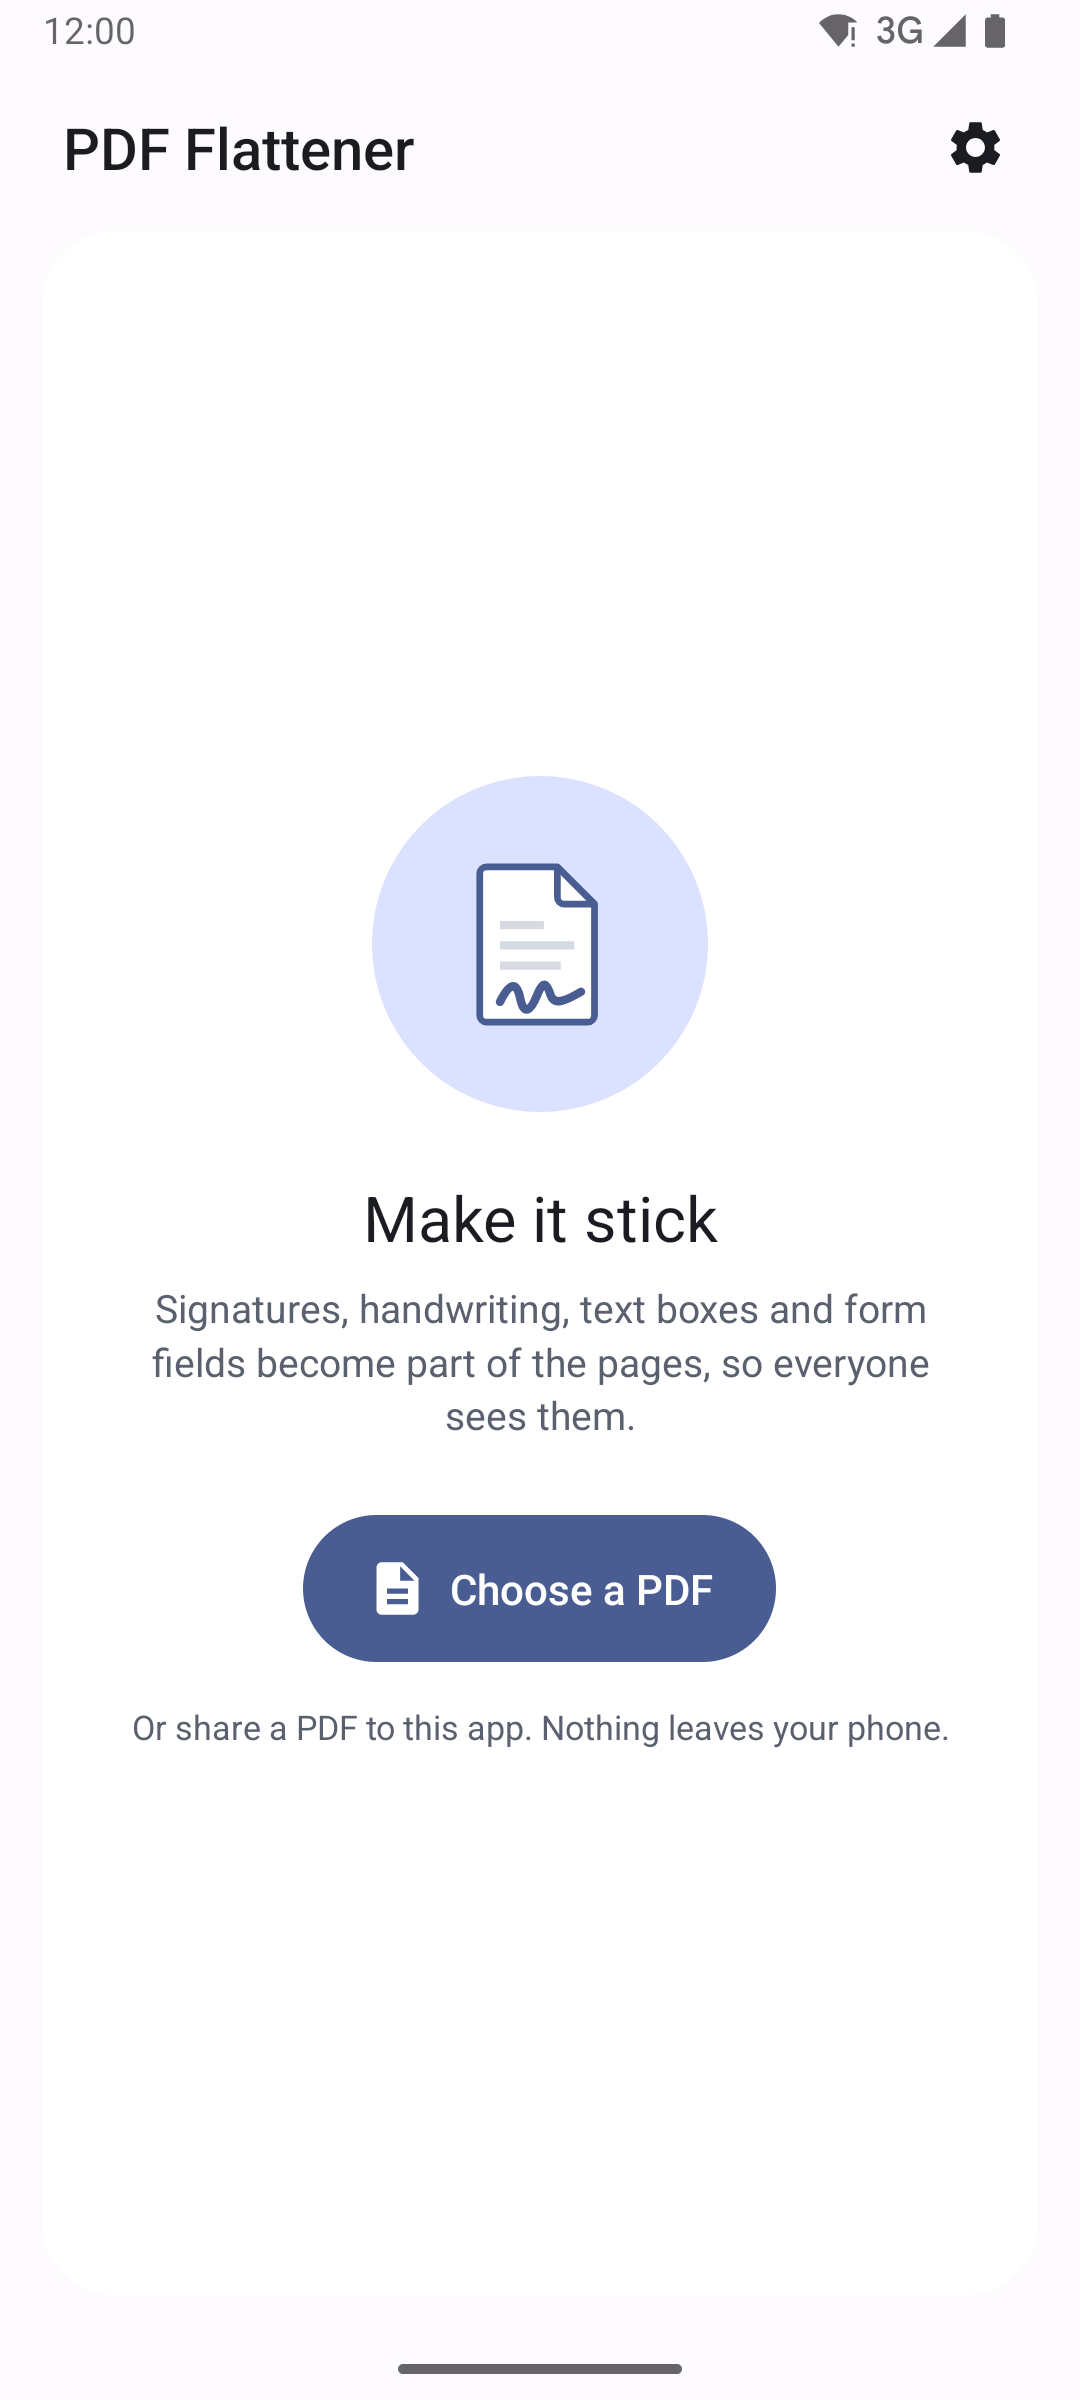 12:00
3G
PDF Flattener
Make it stick
Signatures, handwriting, text boxes and form
fields become part of the pages, so everyone
sees them.
Choose a PDF
Or share a PDF to this app. Nothing leaves your phone.